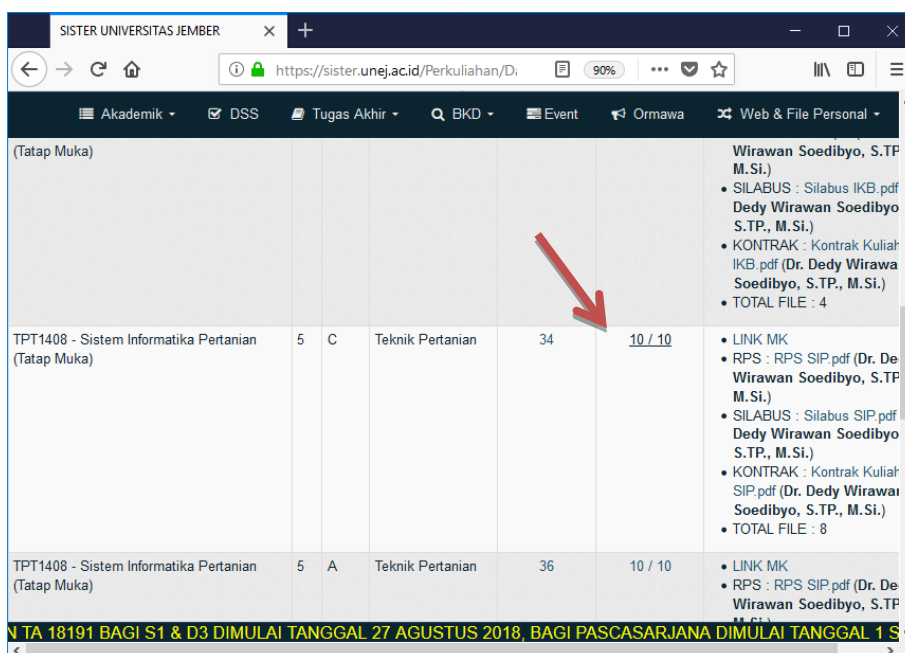 SISTER UNIVERSITAS JEMBER
https://sister.unej.ac.id/Perkuliahan/D
90%
Akademik
DSS
Tugas Akhir
BKD
Event
Ormawa
Web & File Personal
(Tatap Muka)
Wirawan Soedibyo, S.TP
M.Si.)
• SILABUS : Silabus IKB.pdf
Dedy Wirawan Soedibyo
S.TP., M.Si.)
• KONTRAK : Kontrak Kuliah
IKB.pdf (Dr. Dedy Wirawa
Soedibyo, S.TP., M.Si.)
• TOTAL FILE : 4
TPT1408 - Sistem Informatika Pertanian
(Tatap Muka)
5
C
Teknik Pertanian
34
10 / 10
• LINK MK
• RPS : RPS SIP.pdf (Dr. De
Wirawan Soedibyo, S.TP
M.Si.)
• SILABUS : Silabus SIP.pdf
Dedy Wirawan Soedibyo
S.TP., M.Si.)
• KONTRAK : Kontrak Kuliah
SIP.pdf (Dr. Dedy Wirawan
Soedibyo, S.TP., M.Si.)
• TOTAL FILE : 8
TPT1408 - Sistem Informatika Pertanian
(Tatap Muka)
5
A
Teknik Pertanian
36
10 / 10
• LINK MK
• RPS : RPS SIP.pdf (Dr. De
Wirawan Soedibyo, S.TP
N TA 18191 BAGI S1 & D3 DIMULAI TANGGAL 27 AGUSTUS 2018, BAGI PASCASARJANA DIMULAI TANGGAL 1 S